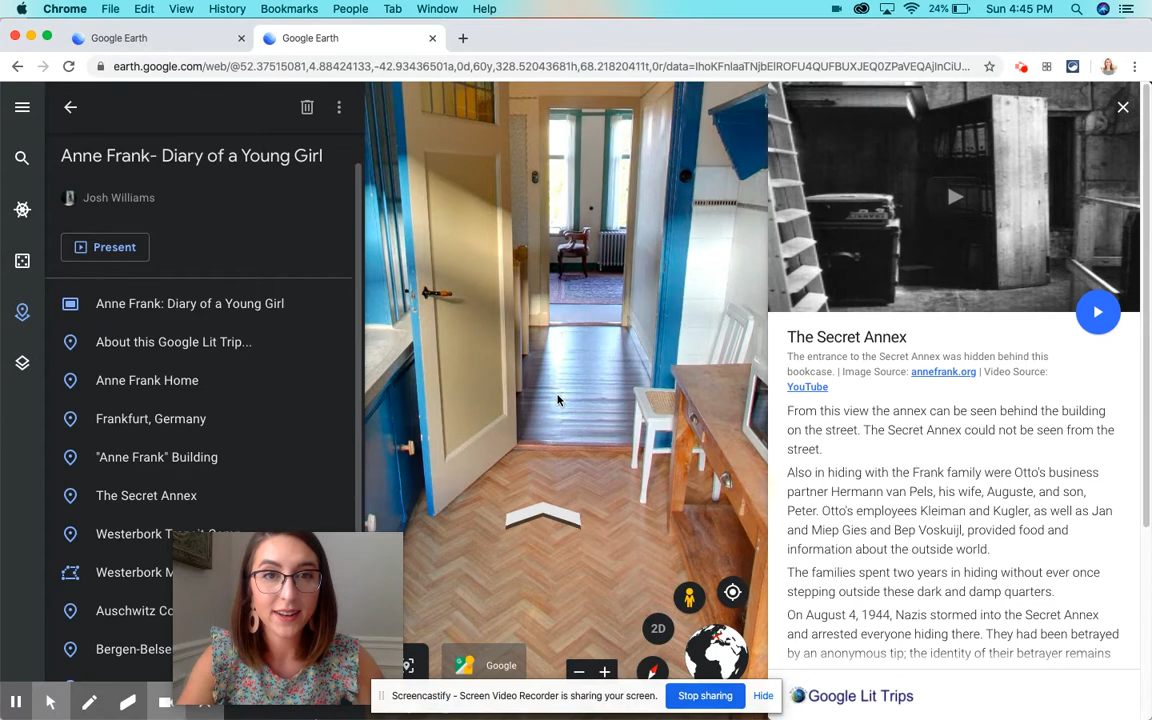 Chrome File Edit View History Bookmarks People Tab Window Help
24% Sun 4:45 PM
Google Earth
Google Earth
earth.google.com/web/@52.37515081,4.88424133,-42.93436501a,0d,60y,328.52043681h,68.21820411t,0r/data=
Anne Frank- Diary of a Young Girl
Josh Williams
Present
Anne Frank: Diary of a Young Girl
About this Google Lit Trip...
Anne Frank Home
Frankfurt, Germany
"Anne Frank" Building
The Secret Annex
Westerbork
Westerbork M
Auschwitz Co
Bergen-Belse
2D
Google
The Secret Annex
The entrance to the Secret Annex was hidden behind this
bookcase. | Image Source: annefrank.org | Video Source:
YouTube
From this view the annex can be seen behind the building
on the street. The Secret Annex could not be seen from the
street.
Also in hiding with the Frank family were Otto's business
partner Hermann van Pels, his wife, Auguste, and son,
Peter. Otto's employees Kleiman and Kugler, as well as Jan
and Miep Gies and Bep Voskuijl, provided food and
information about the outside world.
The families spent two years in hiding without ever once
stepping outside these dark and damp quarters.
On August 4, 1944, Nazis stormed into the Secret Annex
and arrested everyone hiding there. They had been betrayed
by an anonymous tip; the identity of their betrayer remains
Google Lit Trips
Screencastify - Screen Video Recorder is sharing your screen.
Stop sharing
Hide